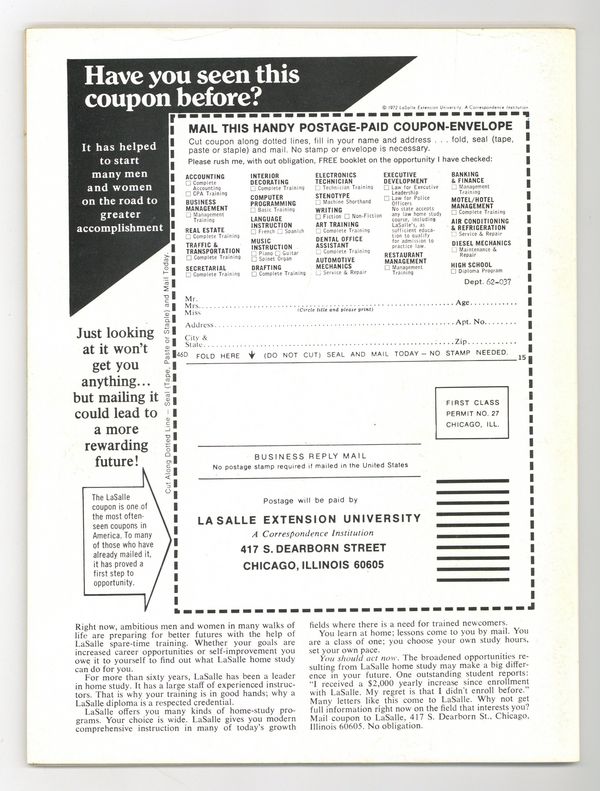 Have you seen this
coupon before?
© 1972 LaSalle Extension University. A Correspondence Institution
It has helped
to start
many men
and women
on the road to
greater
accomplishment
Just looking
at it won't
get you
anything...
but mailing it
could lead to
a more
rewarding
future!
The LaSalle
coupon is one of
the most often-
seen coupons in
America. To many
of those who have
already mailed it,
it has proved a
first step to
opportunity.
Cut Along Dotted Line — Seal (Tape, Paste or Staple) and Mail Today.
MAIL THIS HANDY POSTAGE-PAID COUPON-ENVELOPE
Cut coupon along dotted lines, fill in your name and address . . . fold, seal (tape,
paste or staple) and mail. No stamp or envelope is necessary.
Please rush me, with out obligation, FREE booklet on the opportunity I have checked:
ACCOUNTING
☐ Complete
Accounting
☐ CPA Training
BUSINESS
MANAGEMENT
☐ Management
Training
REAL ESTATE
☐ Complete Training
TRAFFIC &
TRANSPORTATION
☐ Complete Training
SECRETARIAL
☐ Complete Training
INTERIOR
DECORATING
☐ Complete Training
COMPUTER
PROGRAMMING
☐ Basic Training
LANGUAGE
INSTRUCTION
☐ French ☐ Spanish
MUSIC
INSTRUCTION
☐ Piano ☐ Guitar
☐ Spinet Organ
DRAFTING
☐ Complete Training
ELECTRONICS
TECHNICIAN
☐ Technician Training
STENOTYPE
☐ Machine Shorthand
WRITING
☐ Fiction ☐ Non-Fiction
ART TRAINING
☐ Complete Training
DENTAL OFFICE
ASSISTANT
☐ Complete Training
AUTOMOTIVE
MECHANICS
☐ Service & Repair
EXECUTIVE
DEVELOPMENT
☐ Law for Executive
Leadership
☐ Law for Police
Officers
No state accepts
any law home study
course, including
LaSalle's, as
sufficient educa-
tion to qualify
for admission to
practice law.
RESTAURANT
MANAGEMENT
☐ Management
Training
BANKING
& FINANCE
☐ Management
Training
MOTEL/HOTEL
MANAGEMENT
☐ Complete Training
AIR CONDITIONING
& REFRIGERATION
☐ Service & Repair
DIESEL MECHANICS
☐ Maintenance &
Repair
HIGH SCHOOL
☐ Diploma Program
Dept. 62-037
Mr.
Mrs. Age
Miss (Circle title and please print)
Address Apt. No.
City &
State Zip
46D FOLD HERE (DO NOT CUT) SEAL AND MAIL TODAY — NO STAMP NEEDED. 15
FIRST CLASS
PERMIT NO. 27
CHICAGO, ILL.
BUSINESS REPLY MAIL
No postage stamp required if mailed in the United States
Postage will be paid by
LA SALLE EXTENSION UNIVERSITY
A Correspondence Institution
417 S. DEARBORN STREET
CHICAGO, ILLINOIS 60605
Right now, ambitious men and women in many walks of
life are preparing for better futures with the help of
LaSalle spare-time training. Whether your goals are
increased career opportunities or self-improvement you
owe it to yourself to find out what LaSalle home study
can do for you.
For more than sixty years, LaSalle has been a leader
in home study. It has a large staff of experienced instruc-
tors. That is why your training is in good hands; why a
LaSalle diploma is a respected credential.
LaSalle offers you many kinds of home-study pro-
grams. Your choice is wide. LaSalle gives you modern
comprehensive instruction in many of today's growth
fields where there is a need for trained newcomers.
You learn at home; lessons come to you by mail. You
are a class of one; you choose your own study hours,
set your own pace.
You should act now. The broadened opportunities re-
sulting from LaSalle home study may make a big differ-
ence in your future. One outstanding student reports:
"I received a $2,000 yearly increase since enrollment
with LaSalle. My regret is that I didn't enroll before."
Many letters like this come to LaSalle. Why not get
full information right now on the field that interests you?
Mail coupon to LaSalle, 417 S. Dearborn St., Chicago,
Illinois 60605. No obligation.